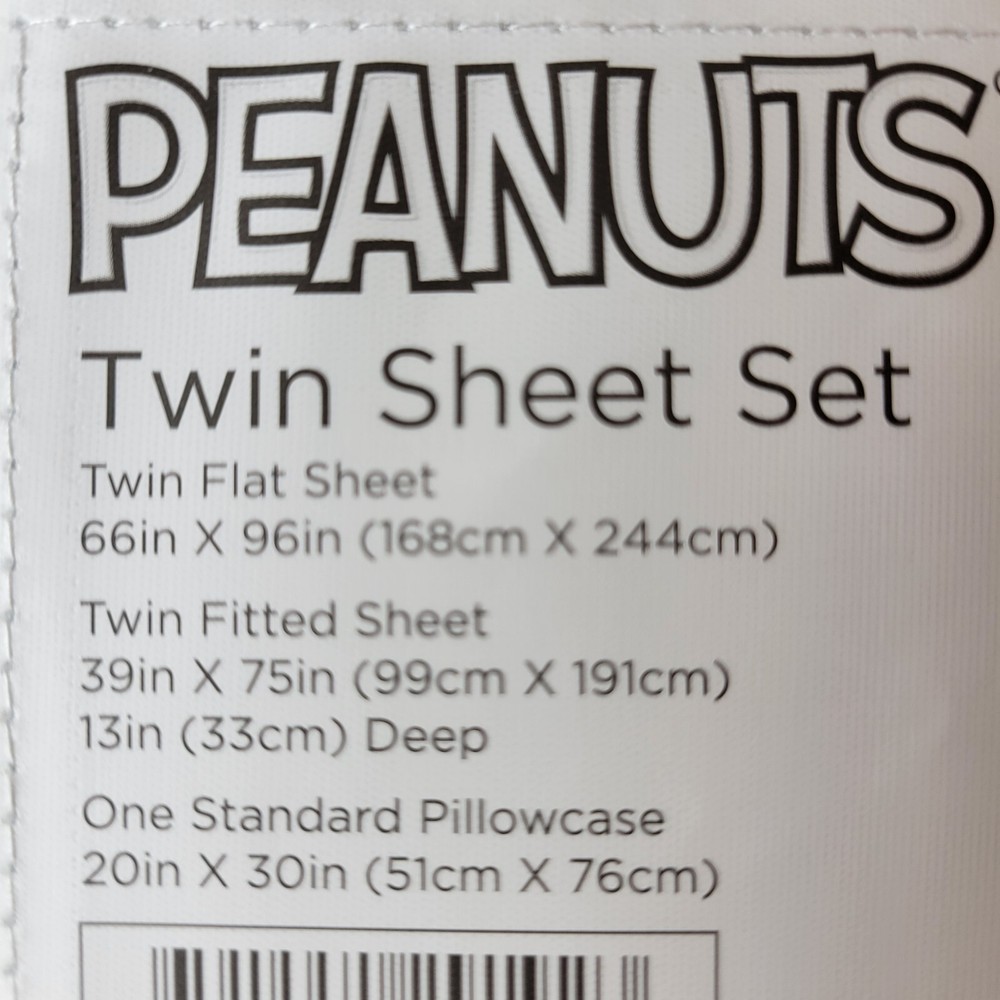 PEANUTS
Twin Sheet Set
Twin Flat Sheet
66in X 96in (168cm X 244cm)
Twin Fitted Sheet
39in X 75in (99cm X 191cm)
13in (33cm) Deep
One Standard Pillowcase
20in X 30in (51cm X 76cm)